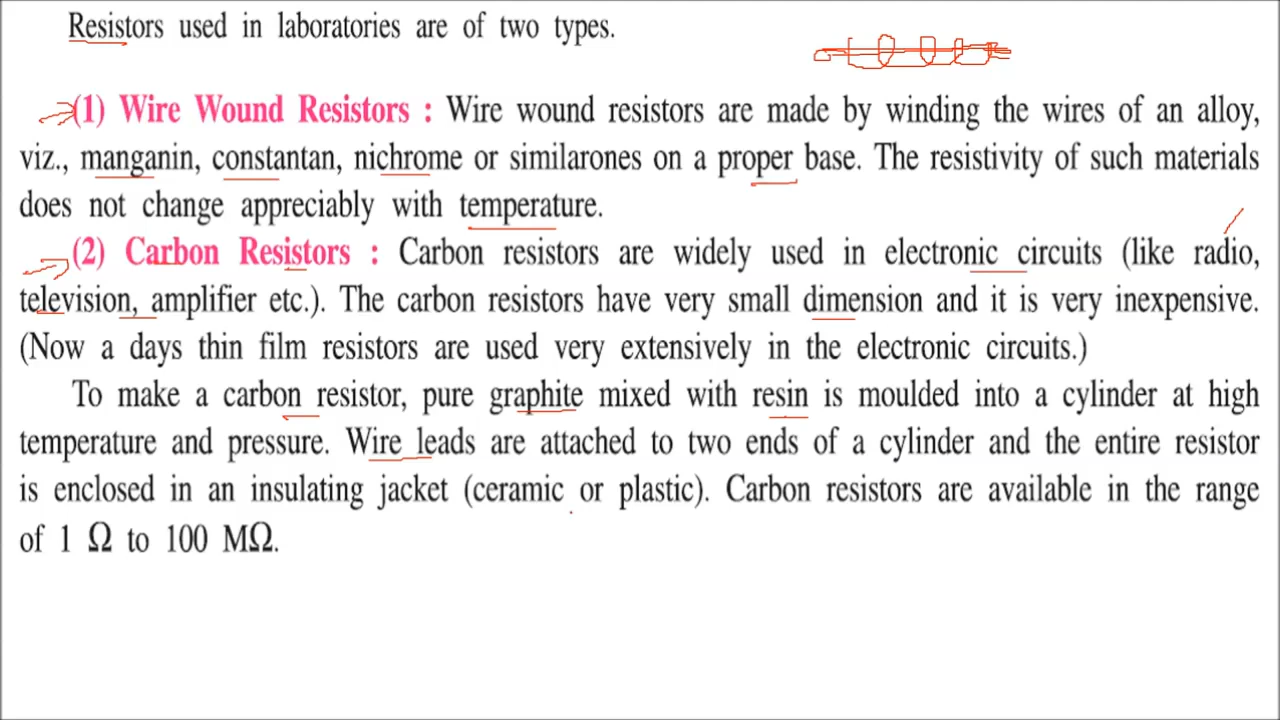 Resistors used in laboratories are of two types.
(1) Wire Wound Resistors : Wire wound resistors are made by winding the wires of an alloy,
viz., manganin, constantan, nichrome or similarones on a proper base. The resistivity of such materials
does not change appreciably with temperature.
(2) Carbon Resistors : Carbon resistors are widely used in electronic circuits (like radio,
television, amplifier etc.). The carbon resistors have very small dimension and it is very inexpensive.
(Now a days thin film resistors are used very extensively in the electronic circuits.)
To make a carbon resistor, pure graphite mixed with resin is moulded into a cylinder at high
temperature and pressure. Wire leads are attached to two ends of a cylinder and the entire resistor
is enclosed in an insulating jacket (ceramic or plastic). Carbon resistors are available in the range
of 1 Ω to 100 MΩ.